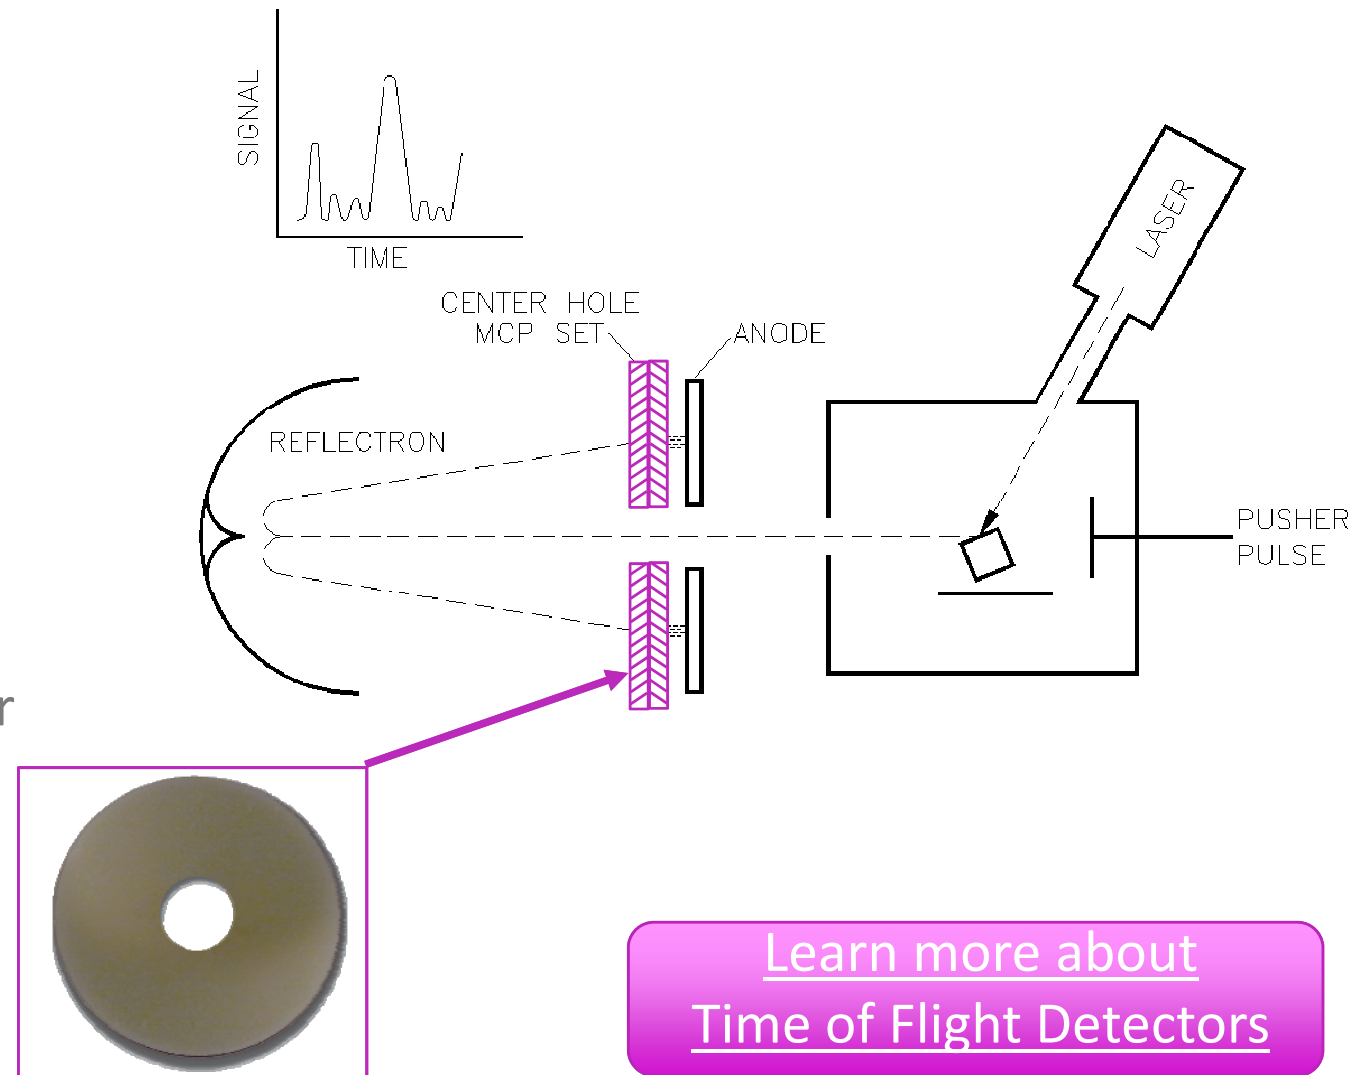 SIGNAL
TIME
LASER
CENTER HOLE
MCP SET
ANODE
REFLECTRON
PUSHER
PULSE
r
Learn more about
Time of Flight Detectors